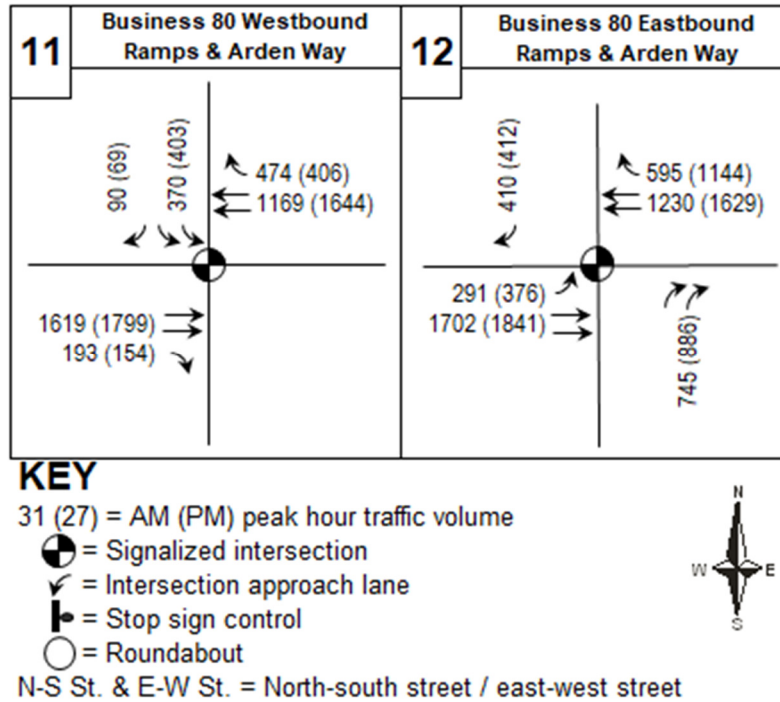 11
Business 80 Westbound
Ramps & Arden Way
90 (69)
370 (403)
474 (406)
1169 (1644)
1619 (1799)
193 (154)
12
Business 80 Eastbound
Ramps & Arden Way
410 (412)
595 (1144)
1230 (1629)
291 (376)
1702 (1841)
745 (886)
KEY
31 (27) = AM (PM) peak hour traffic volume
= Signalized intersection
= Intersection approach lane
= Stop sign control
= Roundabout
N-S St. & E-W St. = North-south street / east-west street
N
W E
S